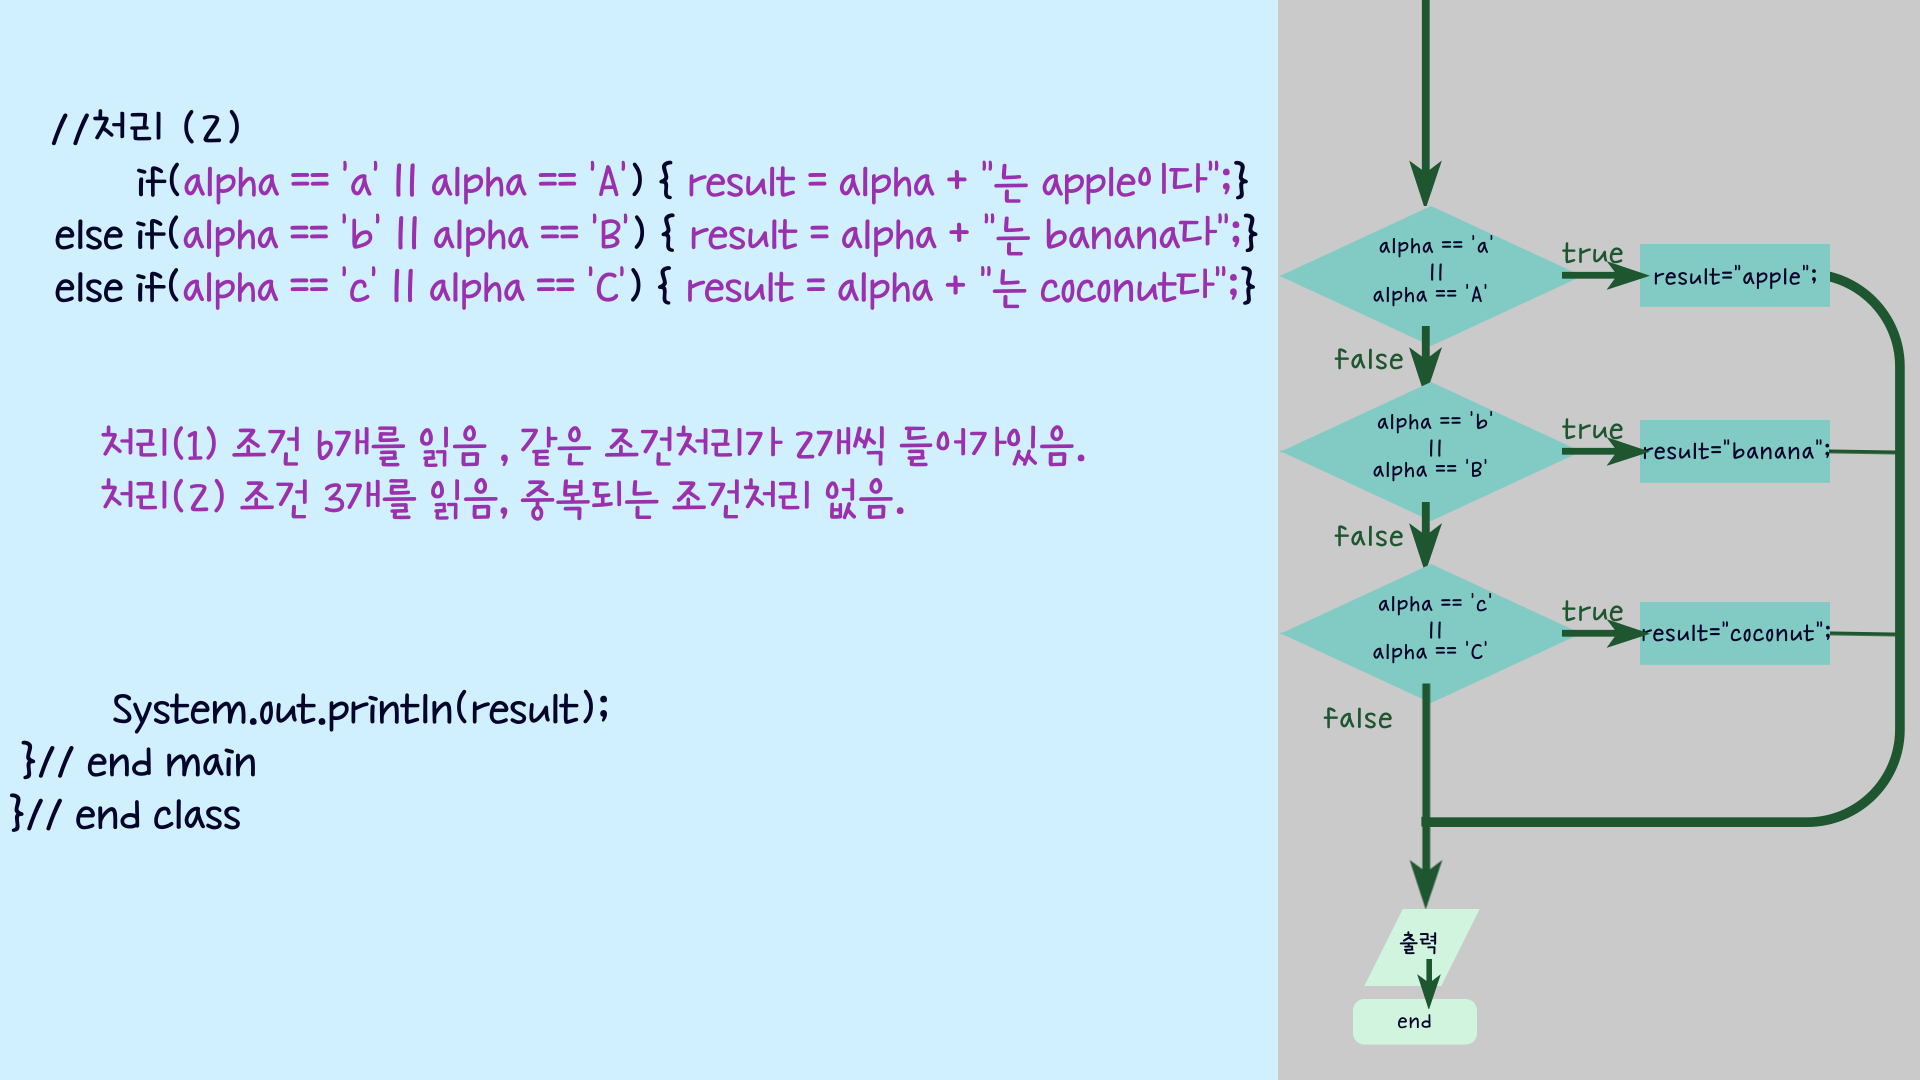 //처리 (2)
if(alpha == 'a' || alpha == 'A') { result = alpha + "는 apple이다";}
else if(alpha == 'b' || alpha == 'B') { result = alpha + "는 banana다";}
else if(alpha == 'c' || alpha == 'C') { result = alpha + "는 coconut다";}
처리(1) 조건 6개를 읽음 , 같은 조건처리가 2개씩 들어가있음.
처리(2) 조건 3개를 읽음, 중복되는 조건처리 없음.
System.out.println(result);
}// end main
}// end class
alpha == 'a'
||
alpha == 'A'
true
result="apple";
false
alpha == 'b'
||
alpha == 'B'
true
result="banana";
false
alpha == 'c'
||
alpha == 'C'
true
result="coconut";
false
출력
end